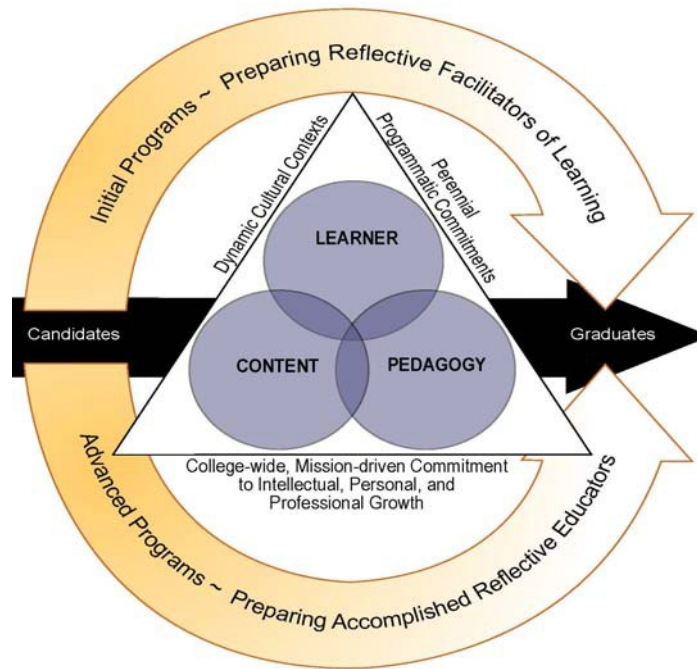 Initial Programs ~ Preparing Reflective Facilitators of Learning
Dynamic Cultural Contexts
Perennial
Programmatic Commitments
LEARNER
Candidates
Graduates
CONTENT
PEDAGOGY
College-wide, Mission-driven Commitment
to Intellectual, Personal, and
Professional Growth
Advanced Programs ~ Preparing Accomplished Reflective Educators